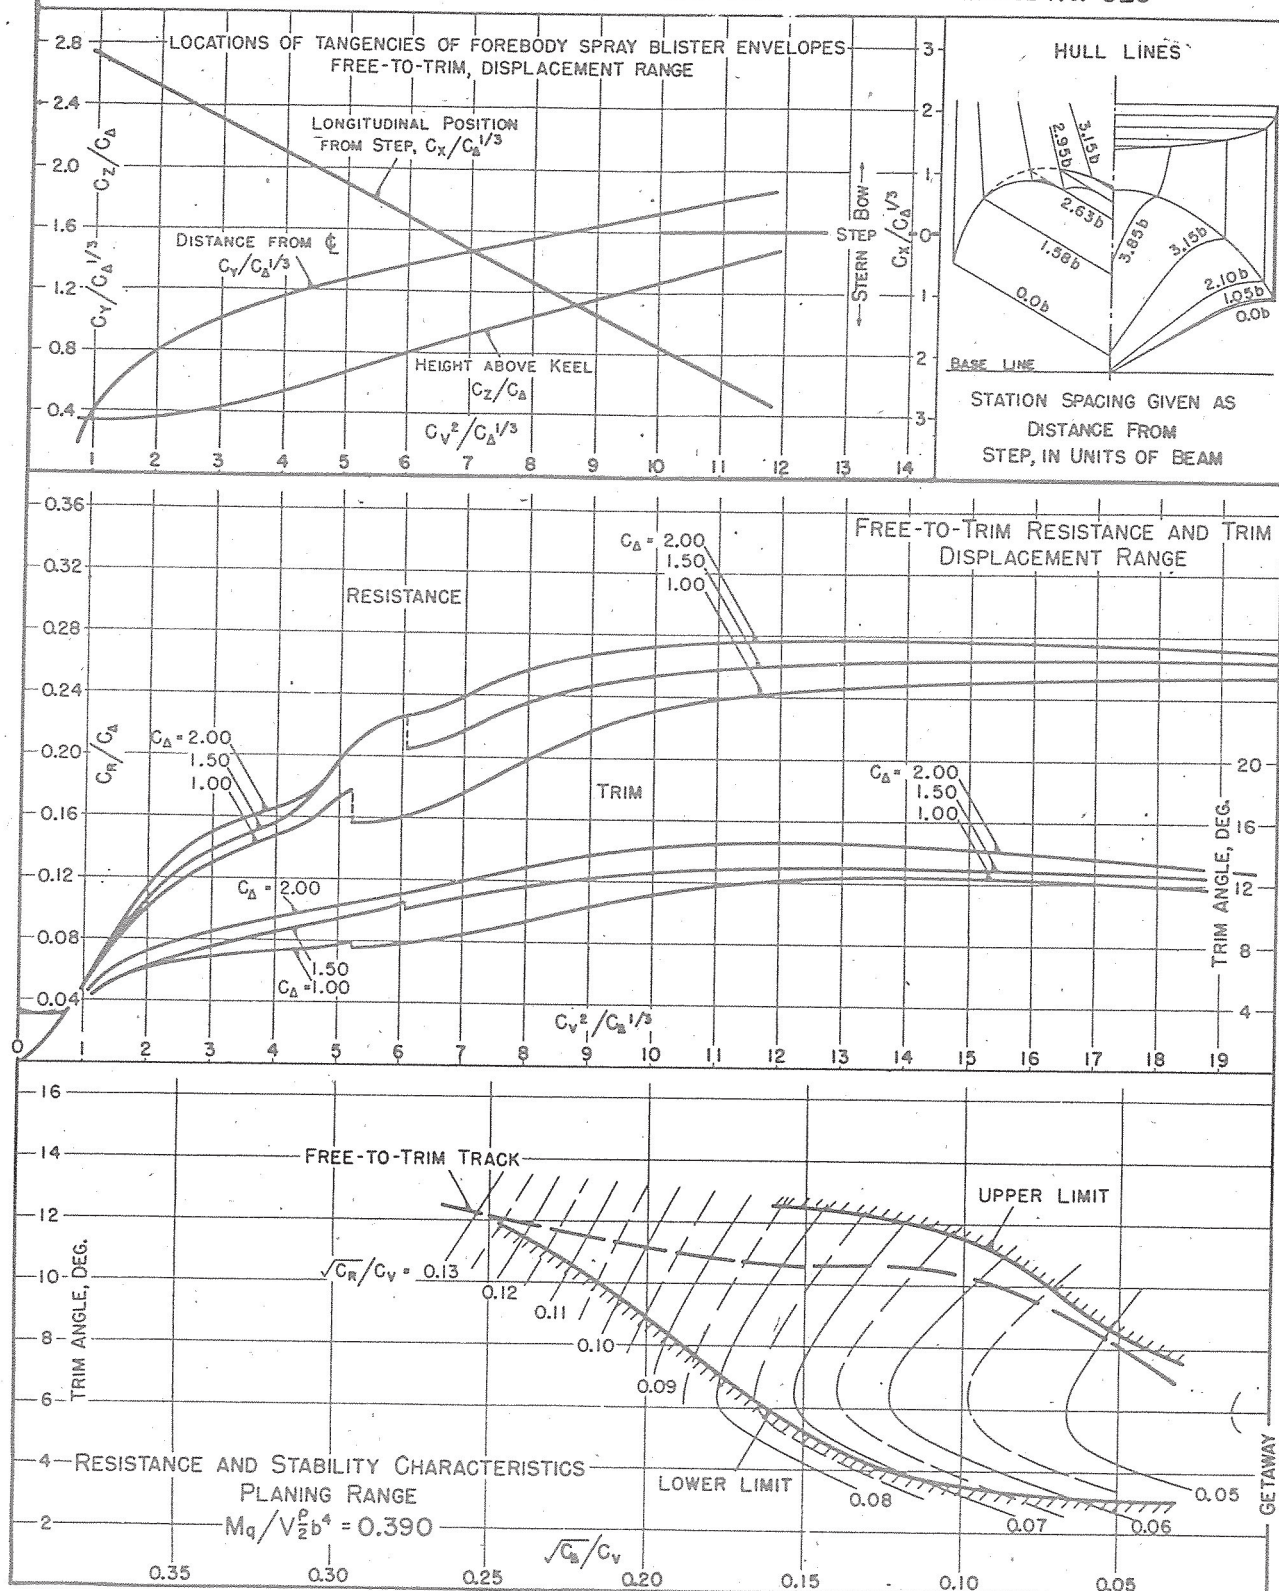 LOCATIONS OF TANGENCIES OF FOREBODY SPRAY BLISTER ENVELOPES
FREE-TO-TRIM, DISPLACEMENT RANGE
2.8
2.4
2.0
1.6
1.2
0.8
0.4
C_Z/C_Δ
C_Y/C_Δ^1/3
LONGITUDINAL POSITION
FROM STEP, C_X/C_Δ^1/3
DISTANCE FROM ℄
C_Y/C_Δ^1/3
HEIGHT ABOVE KEEL
C_Z/C_Δ
C_V²/C_Δ^1/3
1 2 3 4 5 6 7 8 9 10 11 12 13 14
STERN BOW
STEP
C_X/C_Δ^1/3
3
2
1
0
1
2
3
HULL LINES
2.95b
3.15b
2.63b
1.58b
0.0b
3.85b
3.15b
2.10b
1.05b
0.0b
BASE LINE
STATION SPACING GIVEN AS
DISTANCE FROM
STEP, IN UNITS OF BEAM
FREE-TO-TRIM RESISTANCE AND TRIM
DISPLACEMENT RANGE
0.36
0.32
0.28
0.24
0.20
0.16
0.12
0.08
0.04
0
C_R/C_Δ
RESISTANCE
C_Δ = 2.00
1.50
1.00
C_Δ = 2.00
1.50
1.00
TRIM
C_Δ = 2.00
1.50
1.00
C_Δ = 2.00
1.50
C_Δ = 1.00
20
16
12
8
4
TRIM ANGLE, DEG.
C_V²/C_Δ^1/3
1 2 3 4 5 6 7 8 9 10 11 12 13 14 15 16 17 18 19
16
14
12
10
8
6
4
2
TRIM ANGLE, DEG.
FREE-TO-TRIM TRACK
UPPER LIMIT
√C_R/C_V = 0.13
0.12
0.11
0.10
0.09
0.08
0.07
0.06
0.05
LOWER LIMIT
GETAWAY
RESISTANCE AND STABILITY CHARACTERISTICS
PLANING RANGE
M_q/V ρ/2 b⁴ = 0.390
√C_Δ/C_V
0.35 0.30 0.25 0.20 0.15 0.10 0.05